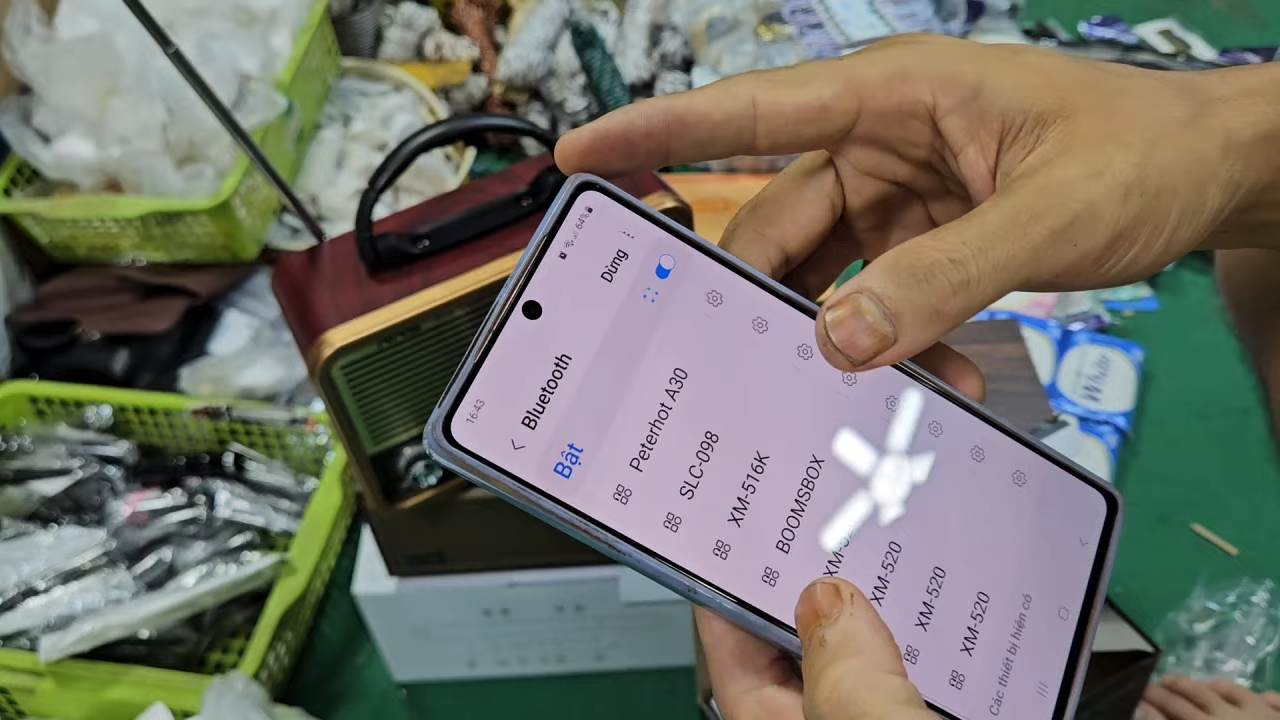 16:43
64%
Bluetooth
Dừng
Bật
Peterhot A30
SLC-098
XM-516K
BOOMSBOX
XM-520
XM-520
XM-520
Các thiết bị hiện có
White